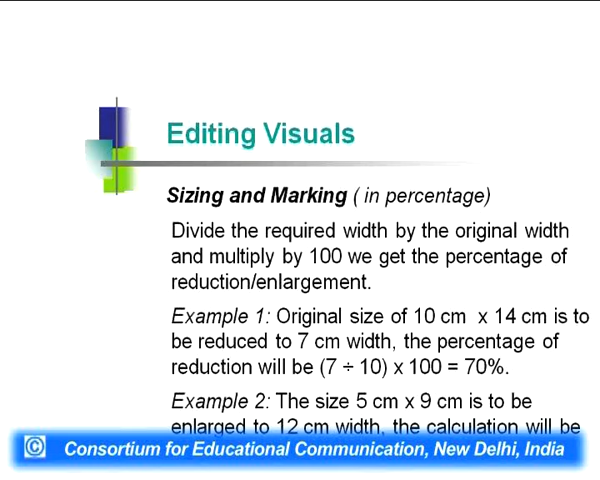 Editing Visuals
Sizing and Marking ( in percentage)
Divide the required width by the original width
and multiply by 100 we get the percentage of
reduction/enlargement.
Example 1: Original size of 10 cm x 14 cm is to
be reduced to 7 cm width, the percentage of
reduction will be (7 ÷ 10) x 100 = 70%.
Example 2: The size 5 cm x 9 cm is to be
enlarged to 12 cm width, the calculation will be
© Consortium for Educational Communication, New Delhi, India